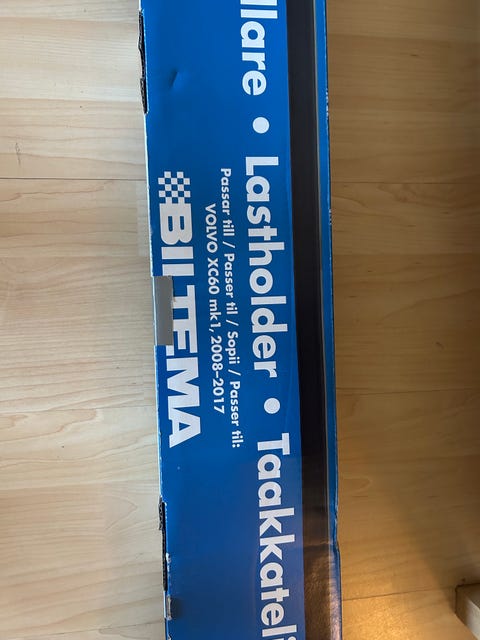 llare • Lastholder • Taakkateli
Passar till / Passer til / Sopii / Passer til:
VOLVO XC60 mk1, 2008-2017
BILTEMA